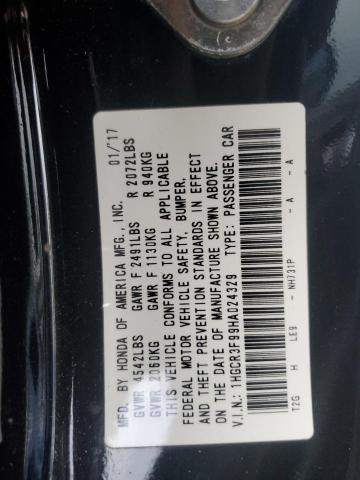 MFD. BY HONDA OF AMERICA MFG., INC. 01/'17
GVWR 4542LBS GAWR F 2491LBS R 2072LBS
GVWR 2060KG GAWR F 1130KG R 940KG
THIS VEHICLE CONFORMS TO ALL APPLICABLE
FEDERAL MOTOR VEHICLE SAFETY, BUMPER,
AND THEFT PREVENTION STANDARDS IN EFFECT
ON THE DATE OF MANUFACTURE SHOWN ABOVE.
V.I.N.: 1HGCR3F99HA024329 TYPE: PASSENGER CAR
T2G H LE9 - NH731P - A - A